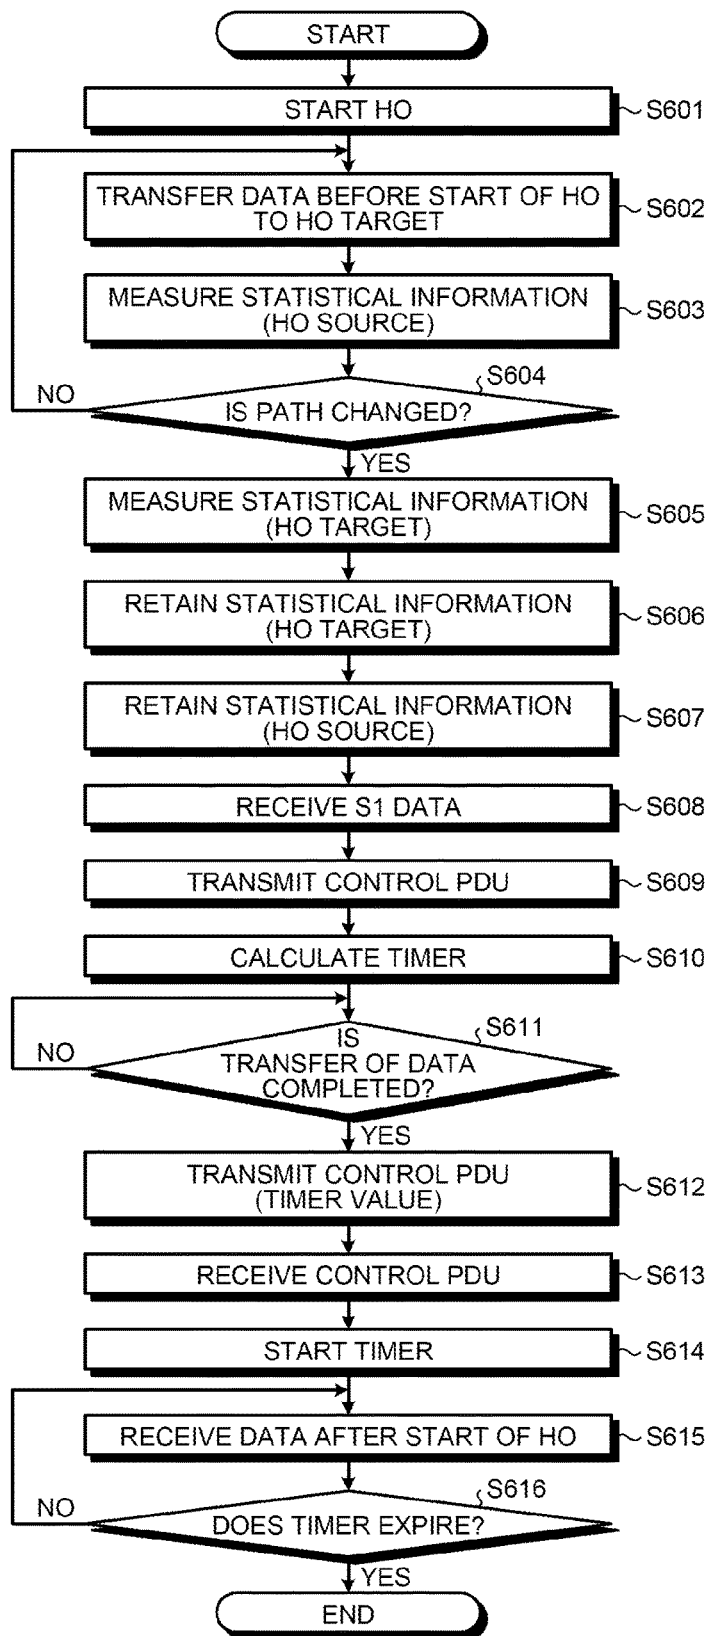 START
START HO
S601
TRANSFER DATA BEFORE START OF HO
TO HO TARGET
S602
MEASURE STATISTICAL INFORMATION
(HO SOURCE)
S603
S604
NO
IS PATH CHANGED?
YES
MEASURE STATISTICAL INFORMATION
(HO TARGET)
S605
RETAIN STATISTICAL INFORMATION
(HO TARGET)
S606
RETAIN STATISTICAL INFORMATION
(HO SOURCE)
S607
RECEIVE S1 DATA
S608
TRANSMIT CONTROL PDU
S609
CALCULATE TIMER
S610
S611
NO
IS
TRANSFER OF DATA
COMPLETED?
YES
TRANSMIT CONTROL PDU
(TIMER VALUE)
S612
RECEIVE CONTROL PDU
S613
START TIMER
S614
RECEIVE DATA AFTER START OF HO
S615
S616
NO
DOES TIMER EXPIRE?
YES
END